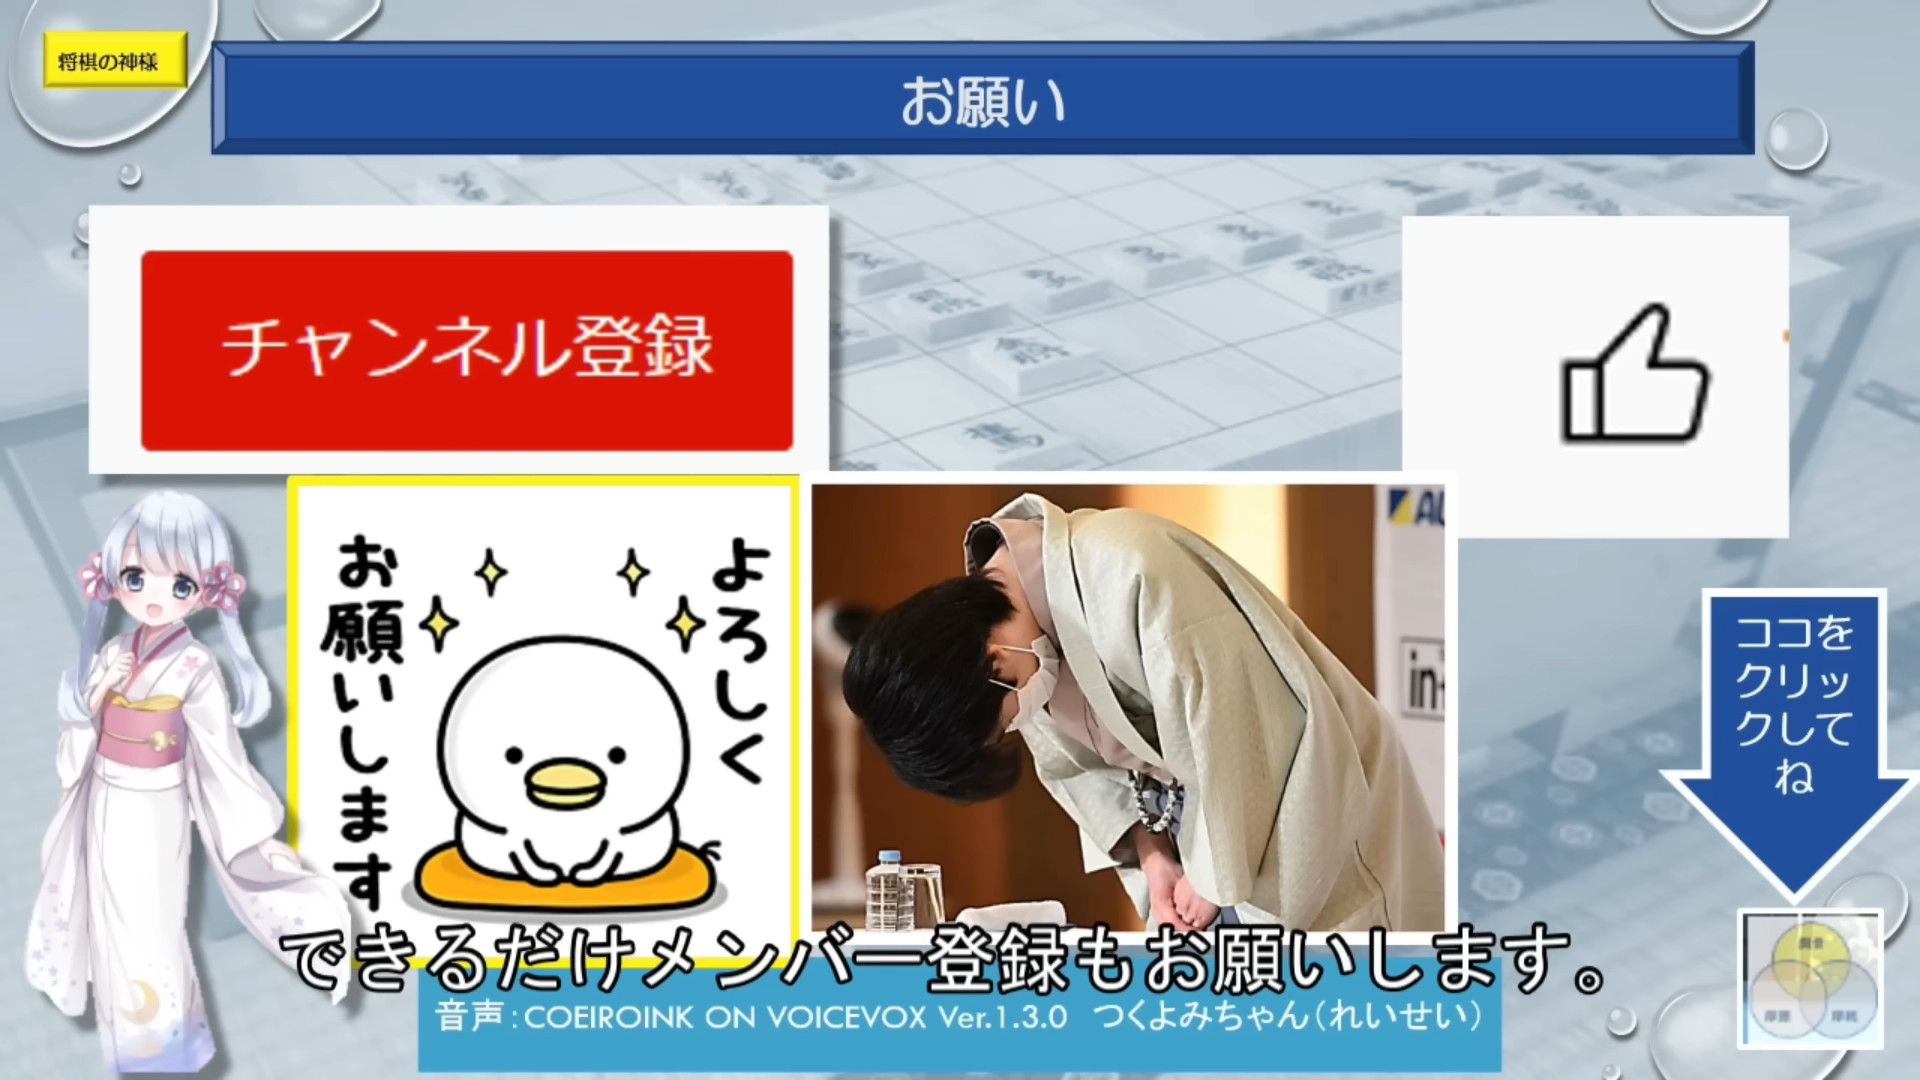 将棋の神様
お願い
チャンネル登録
よろしく
お願いします
ココを
クリッ
クして
ね
できるだけメンバー登録もお願いします。
音声:COEIROINK ON VOICEVOX Ver.1.3.0　つくよみちゃん(れいせい)